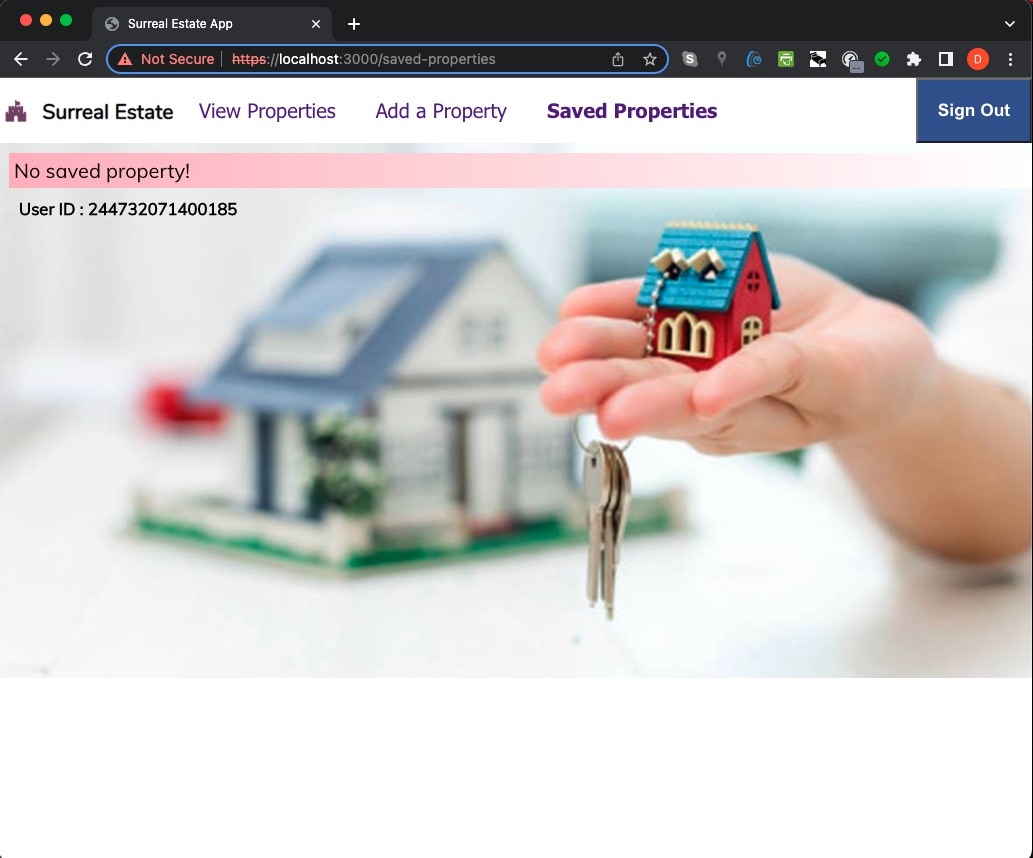 Surreal Estate App
Not Secure https://localhost:3000/saved-properties
D
Surreal Estate View Properties Add a Property Saved Properties Sign Out
No saved property!
User ID : 244732071400185